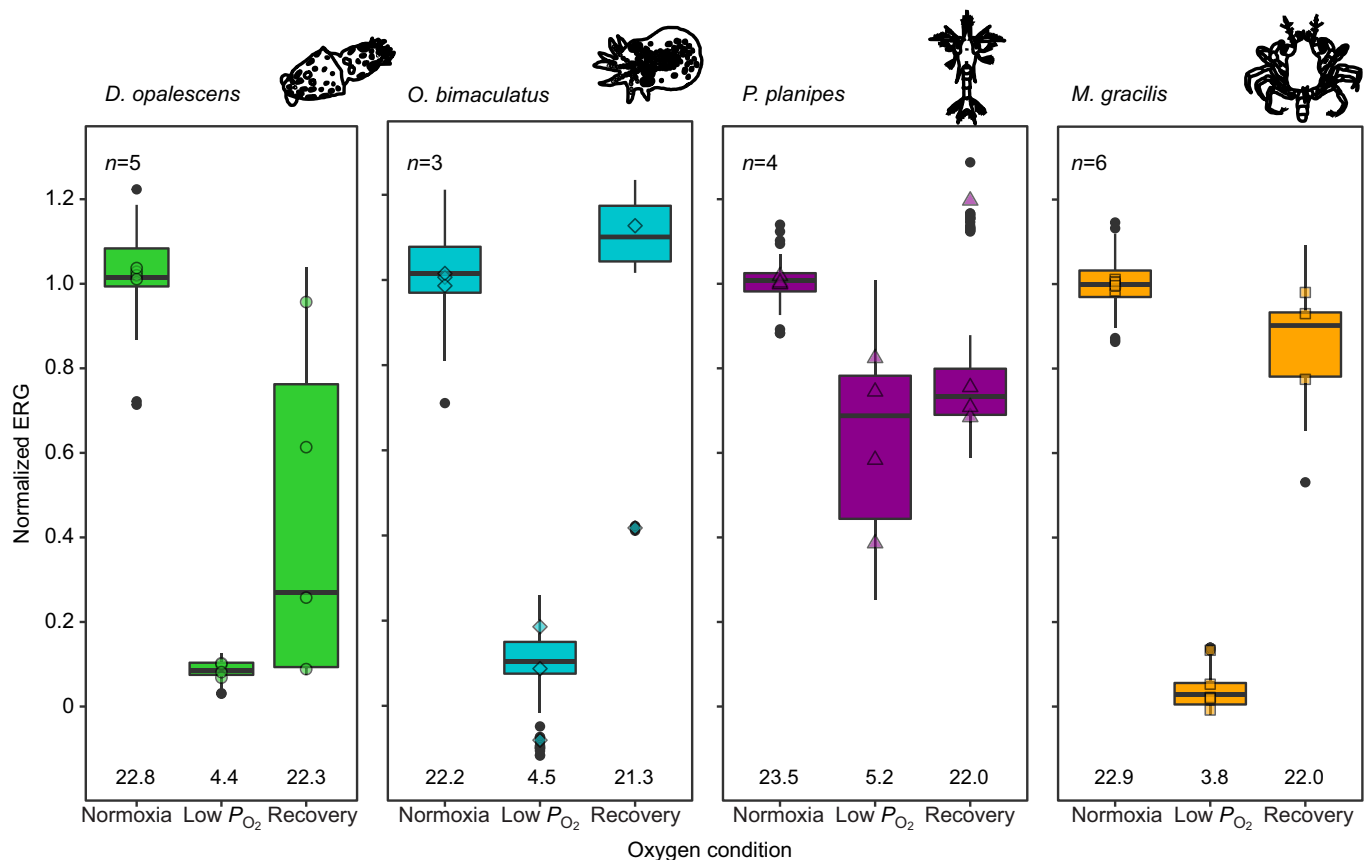 D. opalescens
O. bimaculatus
P. planipes
M. gracilis
n=5
n=3
n=4
n=6
Normalized ERG
1.2
1.0
0.8
0.6
0.4
0.2
0
22.8 4.4 22.3
22.2 4.5 21.3
23.5 5.2 22.0
22.9 3.8 22.0
Normoxia Low PO2 Recovery
Normoxia Low PO2 Recovery
Normoxia Low PO2 Recovery
Normoxia Low PO2 Recovery
Oxygen condition